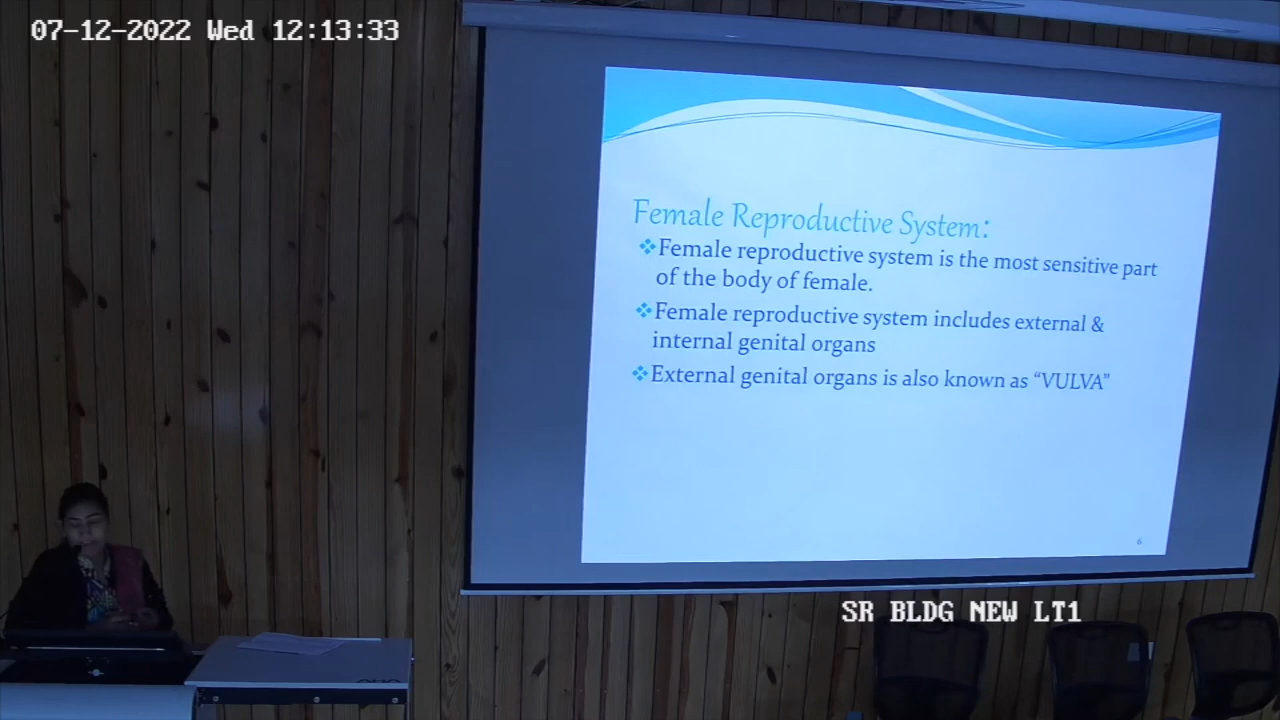 07-12-2022 Wed 12:13:33
Female Reproductive System:
❖Female reproductive system is the most sensitive part
of the body of female.
❖Female reproductive system includes external &
internal genital organs
❖External genital organs is also known as “VULVA”
6
SR BLDG NEW LT1